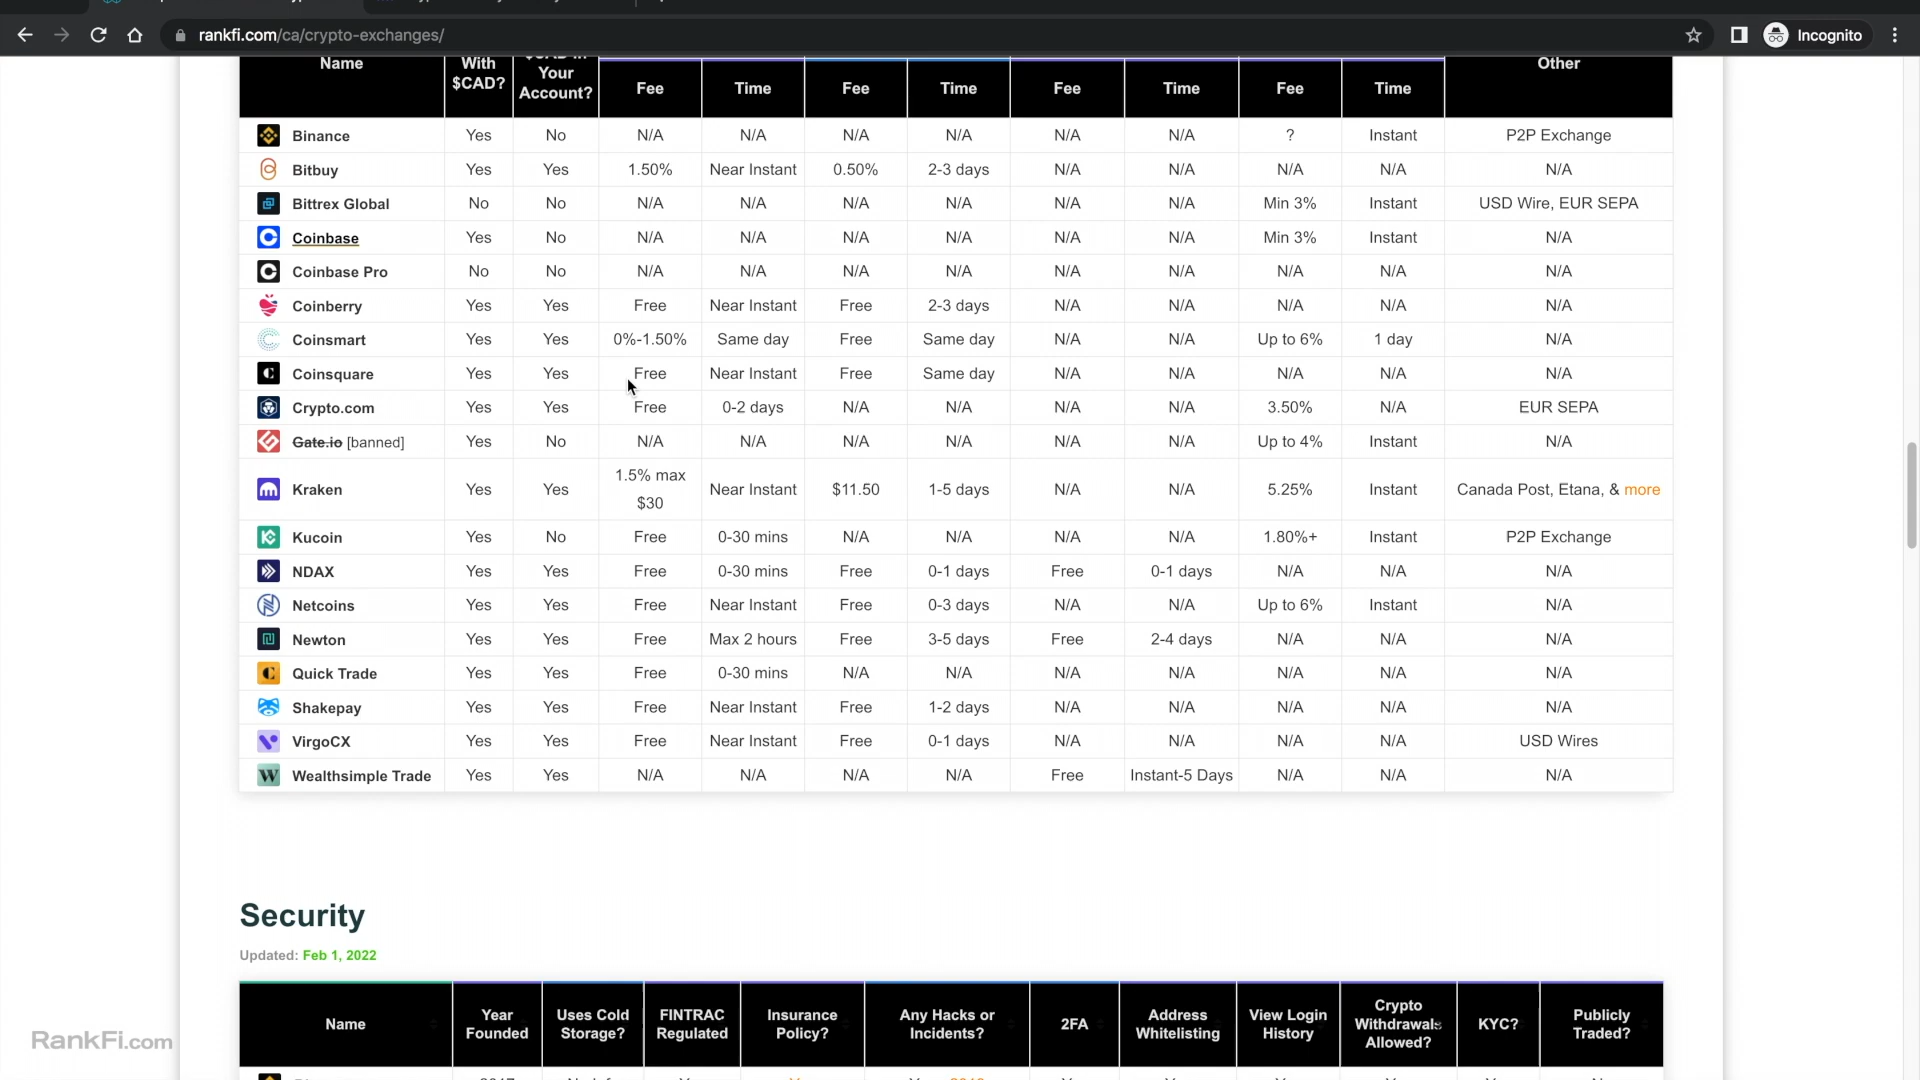 rankfi.com/ca/crypto-exchanges/
Incognito
Name With $CAD? Your Account? Fee Time Fee Time Fee Time Fee Time Other
Binance Yes No N/A N/A N/A N/A N/A N/A ? Instant P2P Exchange
Bitbuy Yes Yes 1.50% Near Instant 0.50% 2-3 days N/A N/A N/A N/A N/A
Bittrex Global No No N/A N/A N/A N/A N/A N/A Min 3% Instant USD Wire, EUR SEPA
Coinbase Yes No N/A N/A N/A N/A N/A N/A Min 3% Instant N/A
Coinbase Pro No No N/A N/A N/A N/A N/A N/A N/A N/A N/A
Coinberry Yes Yes Free Near Instant Free 2-3 days N/A N/A N/A N/A N/A
Coinsmart Yes Yes 0%-1.50% Same day Free Same day N/A N/A Up to 6% 1 day N/A
Coinsquare Yes Yes Free Near Instant Free Same day N/A N/A N/A N/A N/A
Crypto.com Yes Yes Free 0-2 days N/A N/A N/A N/A 3.50% N/A EUR SEPA
Gate.io [banned] Yes No N/A N/A N/A N/A N/A N/A Up to 4% Instant N/A
Kraken Yes Yes 1.5% max $30 Near Instant $11.50 1-5 days N/A N/A 5.25% Instant Canada Post, Etana, & more
Kucoin Yes No Free 0-30 mins N/A N/A N/A N/A 1.80%+ Instant P2P Exchange
NDAX Yes Yes Free 0-30 mins Free 0-1 days Free 0-1 days N/A N/A N/A
Netcoins Yes Yes Free Near Instant Free 0-3 days N/A N/A Up to 6% Instant N/A
Newton Yes Yes Free Max 2 hours Free 3-5 days Free 2-4 days N/A N/A N/A
Quick Trade Yes Yes Free 0-30 mins N/A N/A N/A N/A N/A N/A N/A
Shakepay Yes Yes Free Near Instant Free 1-2 days N/A N/A N/A N/A N/A
VirgoCX Yes Yes Free Near Instant Free 0-1 days N/A N/A N/A N/A USD Wires
Wealthsimple Trade Yes Yes N/A N/A N/A N/A Free Instant-5 Days N/A N/A N/A
Security
Updated: Feb 1, 2022
Name Year Founded Uses Cold Storage? FINTRAC Regulated Insurance Policy? Any Hacks or Incidents? 2FA Address Whitelisting View Login History Crypto Withdrawals Allowed? KYC? Publicly Traded?
RankFi.com